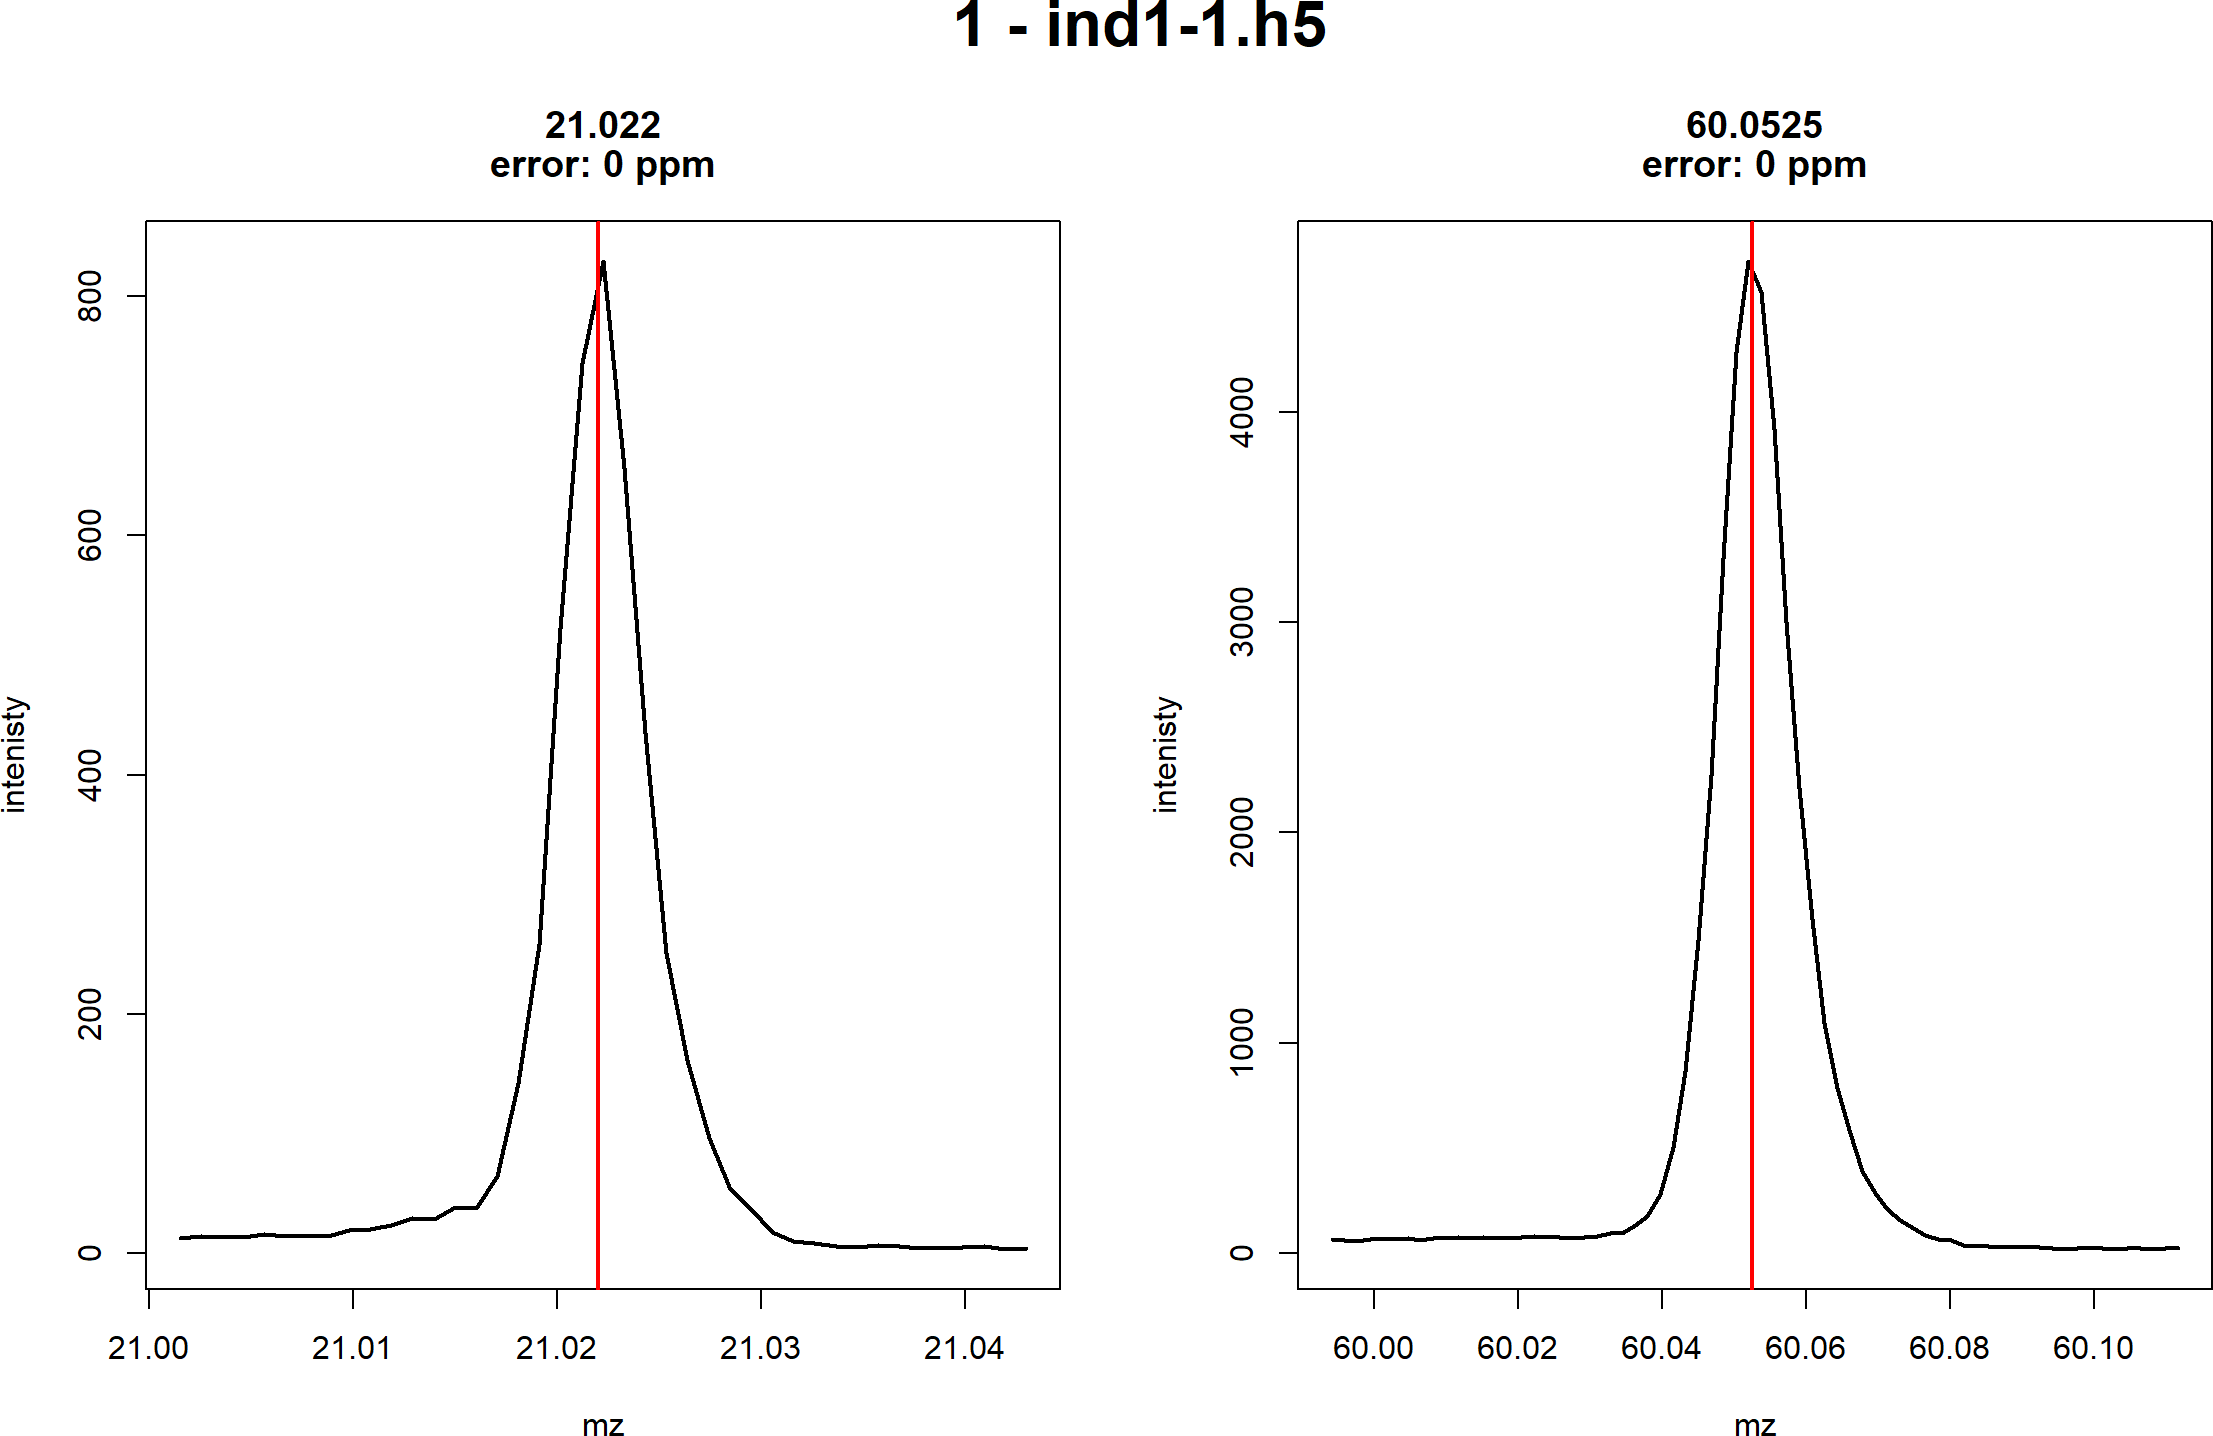 1 - ind1-1.h5
21.022
error: 0 ppm
intenisty
800
600
400
200
0
21.00 21.01 21.02 21.03 21.04
mz
60.0525
error: 0 ppm
intenisty
4000
3000
2000
1000
0
60.00 60.02 60.04 60.06 60.08 60.10
mz